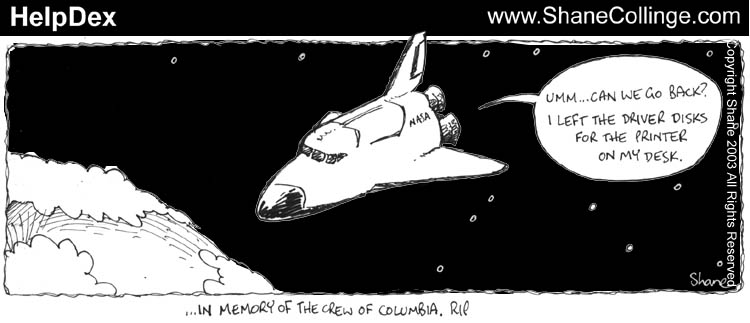 HelpDex
www.ShaneCollinge.com
UMM...CAN WE GO BACK?
I LEFT THE DRIVER DISKS
FOR THE PRINTER
ON MY DESK.
NASA
Copyright Shane 2003 All Rights Reserved
Shane
...IN MEMORY OF THE CREW OF COLUMBIA. RIP